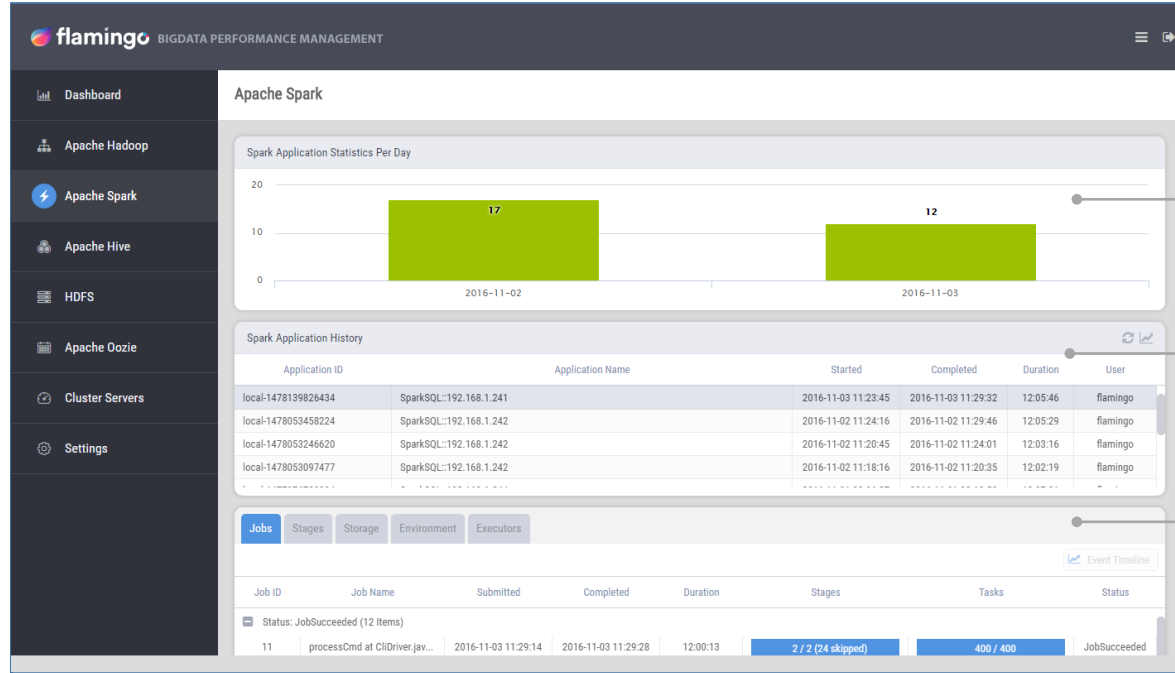 flamingo BIGDATA PERFORMANCE MANAGEMENT
Dashboard
Apache Hadoop
Apache Spark
Apache Hive
HDFS
Apache Oozie
Cluster Servers
Settings
Apache Spark
Spark Application Statistics Per Day
20
10
0
17
12
2016-11-02
2016-11-03
Spark Application History
Application ID Application Name Started Completed Duration User
local-1478139826434 SparkSQL::192.168.1.241 2016-11-03 11:23:45 2016-11-03 11:29:32 12:05:46 flamingo
local-1478053458224 SparkSQL::192.168.1.242 2016-11-02 11:24:16 2016-11-02 11:29:46 12:05:29 flamingo
local-1478053246620 SparkSQL::192.168.1.242 2016-11-02 11:20:45 2016-11-02 11:24:01 12:03:16 flamingo
local-1478053097477 SparkSQL::192.168.1.242 2016-11-02 11:18:16 2016-11-02 11:20:35 12:02:19 flamingo
Jobs Stages Storage Environment Executors
Event Timeline
Job ID Job Name Submitted Completed Duration Stages Tasks Status
Status: JobSucceeded (12 Items)
11 processCmd at CliDriver.jav... 2016-11-03 11:29:14 2016-11-03 11:29:28 12:00:13 2 / 2 (24 skipped) 400 / 400 JobSucceeded